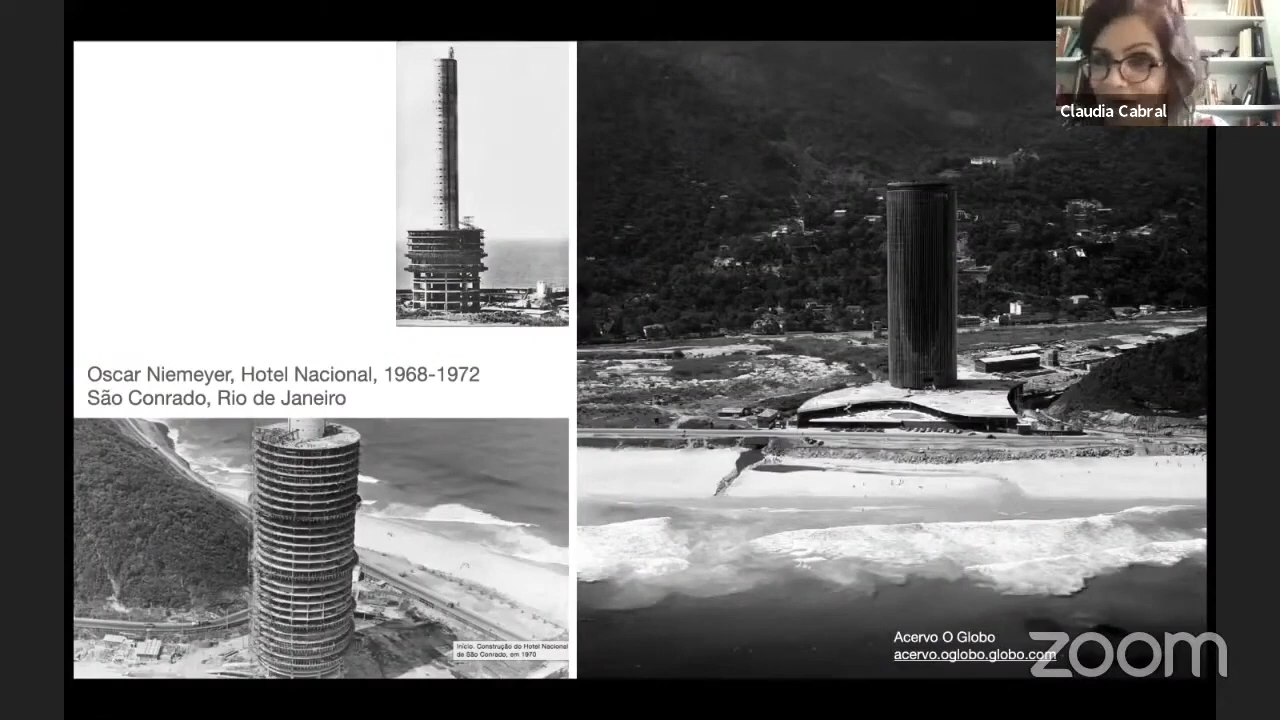 Claudia Cabral
Oscar Niemeyer, Hotel Nacional, 1968-1972
São Conrado, Rio de Janeiro
Início. Construção do Hotel Nacional
de São Conrado, em 1970
Acervo O Globo
acervo.oglobo.globo.com
zoom